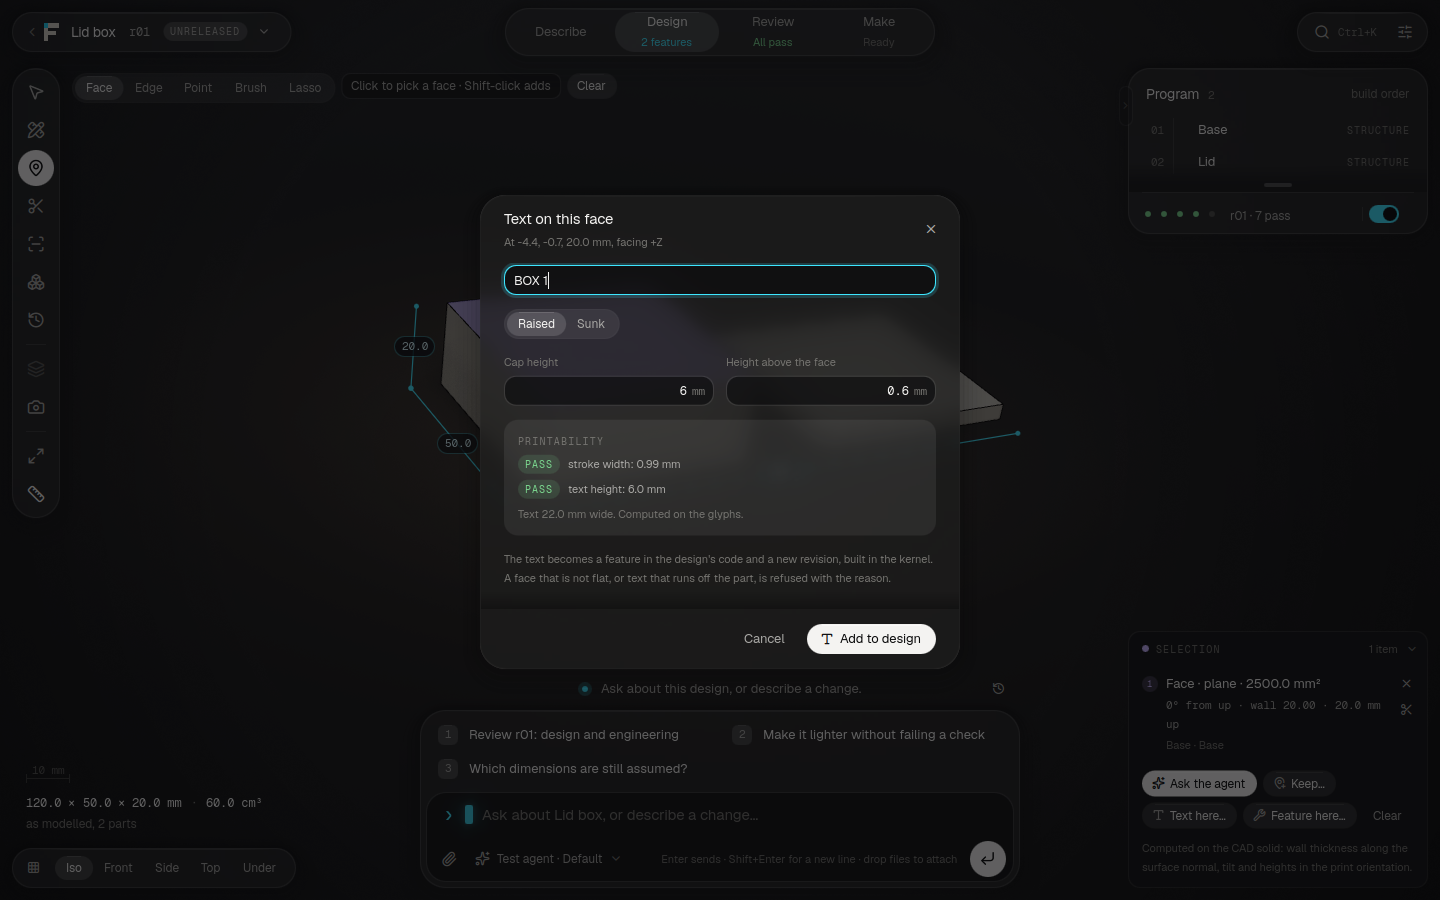 Lid box r01 UNRELEASED
Describe
Design
2 features
Review
All pass
Make
Ready
Ctrl+K
Face Edge Point Brush Lasso
Click to pick a face · Shift-click adds
Clear
Program 2 build order
01 Base STRUCTURE
02 Lid STRUCTURE
r01 · 7 pass
20.0
50.0
Text on this face
At -4.4, -0.7, 20.0 mm, facing +Z
BOX 1
Raised Sunk
Cap height
6 mm
Height above the face
0.6 mm
PRINTABILITY
PASS stroke width: 0.99 mm
PASS text height: 6.0 mm
Text 22.0 mm wide. Computed on the glyphs.
The text becomes a feature in the design's code and a new revision, built in the kernel.
A face that is not flat, or text that runs off the part, is refused with the reason.
Cancel
Add to design
Ask about this design, or describe a change.
1 Review r01: design and engineering
2 Make it lighter without failing a check
3 Which dimensions are still assumed?
Ask about Lid box, or describe a change...
Test agent · Default
Enter sends · Shift+Enter for a new line · drop files to attach
10 mm
120.0 × 50.0 × 20.0 mm · 60.0 cm³
as modelled, 2 parts
Iso Front Side Top Under
SELECTION 1 item
1 Face · plane · 2500.0 mm²
0° from up · wall 20.00 · 20.0 mm
up
Base · Base
Ask the agent
Keep...
Text here...
Feature here...
Clear
Computed on the CAD solid: wall thickness along the
surface normal, tilt and heights in the print orientation.